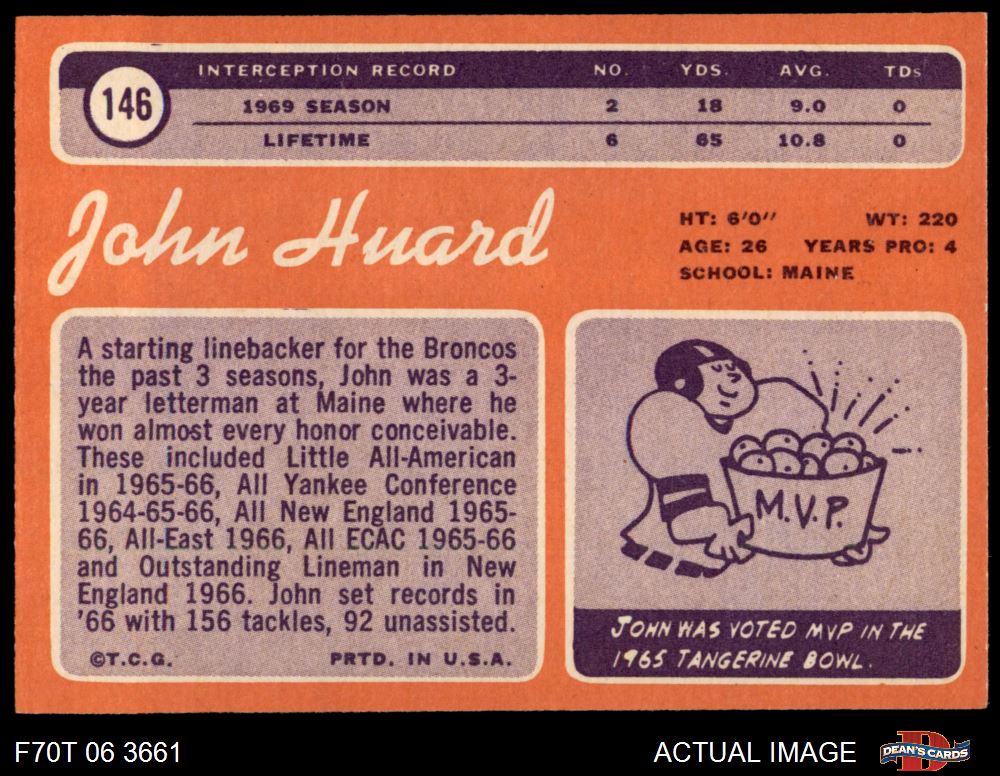 146
INTERCEPTION RECORD NO. YDS. AVG. TDs
1969 SEASON 2 18 9.0 0
LIFETIME 6 65 10.8 0
John Huard
HT: 6'0" WT: 220
AGE: 26 YEARS PRO: 4
SCHOOL: MAINE
A starting linebacker for the Broncos
the past 3 seasons, John was a 3-
year letterman at Maine where he
won almost every honor conceivable.
These included Little All-American
in 1965-66, All Yankee Conference
1964-65-66, All New England 1965-
66, All-East 1966, All ECAC 1965-66
and Outstanding Lineman in New
England 1966. John set records in
'66 with 156 tackles, 92 unassisted.
©T.C.G. PRTD. IN U.S.A.
M.V.P.
JOHN WAS VOTED MVP IN THE
1965 TANGERINE BOWL.
F70T 06 3661 ACTUAL IMAGE
D
DEAN'S CARDS